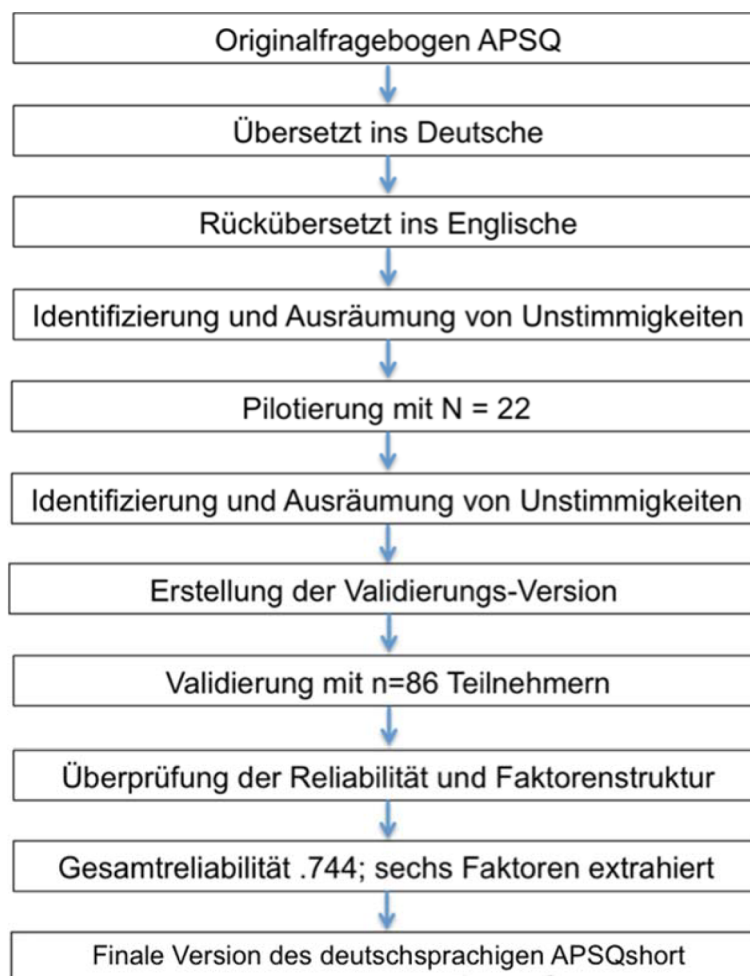 Originalfragebogen APSQ
Übersetzt ins Deutsche
Rückübersetzt ins Englische
Identifizierung und Ausräumung von Unstimmigkeiten
Pilotierung mit N = 22
Identifizierung und Ausräumung von Unstimmigkeiten
Erstellung der Validierungs-Version
Validierung mit n=86 Teilnehmern
Überprüfung der Reliabilität und Faktorenstruktur
Gesamtreliabilität .744; sechs Faktoren extrahiert
Finale Version des deutschsprachigen APSQshort